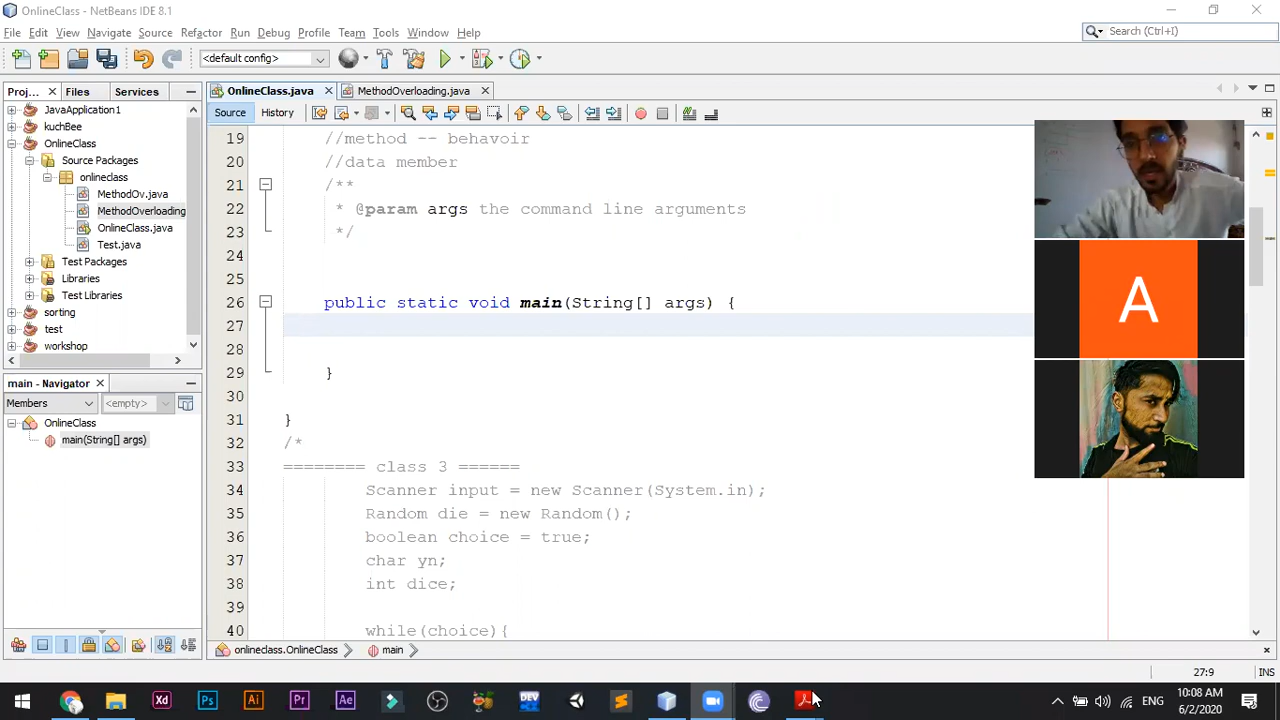 OnlineClass - NetBeans IDE 8.1
File Edit View Navigate Source Refactor Run Debug Profile Team Tools Window Help
Search (Ctrl+I)
<default config>
Proj... Files Services
OnlineClass.java MethodOverloading.java
Source History
JavaApplication1
kuchBee
OnlineClass
Source Packages
onlineclass
MethodOv.java
MethodOverloading
OnlineClass.java
Test.java
Test Packages
Libraries
Test Libraries
sorting
test
workshop
main - Navigator
Members <empty>
OnlineClass
main(String[] args)
19 //method -- behavoir
20 //data member
21 /**
22 * @param args the command line arguments
23 */
24
25
26 public static void main(String[] args) {
27
28
29 }
30
31 }
32 /*
33 ======== class 3 ======
34 Scanner input = new Scanner(System.in);
35 Random die = new Random();
36 boolean choice = true;
37 char yn;
38 int dice;
39
40 while(choice){
A
onlineclass.OnlineClass main
27:9 INS
Xd Ps Ai Pr Ae DEV
ENG
10:08 AM
6/2/2020